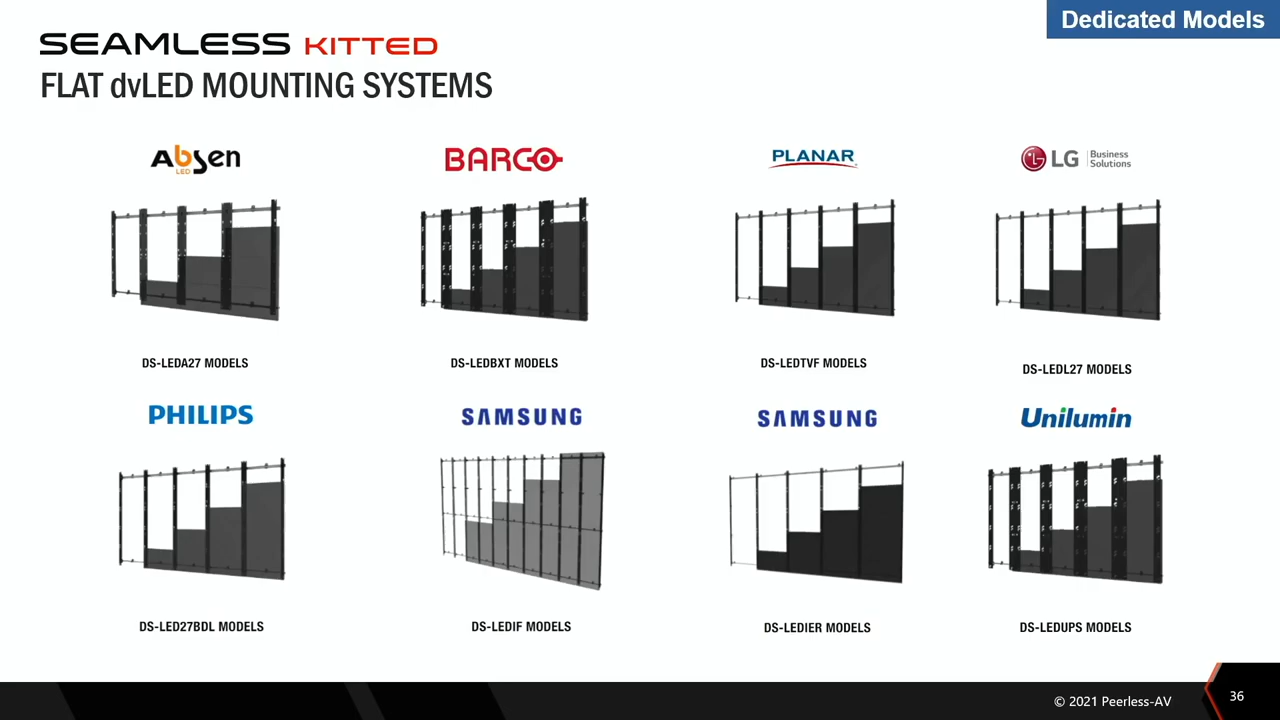 Dedicated Models
SEAMLESS KITTED
FLAT dvLED MOUNTING SYSTEMS
Absen
LED
BARCO
PLANAR
LG Business Solutions
DS-LEDA27 MODELS
DS-LEDBXT MODELS
DS-LEDTVF MODELS
DS-LEDL27 MODELS
PHILIPS
SAMSUNG
SAMSUNG
Unilumin
DS-LED27BDL MODELS
DS-LEDIF MODELS
DS-LEDIER MODELS
DS-LEDUPS MODELS
© 2021 Peerless-AV
36